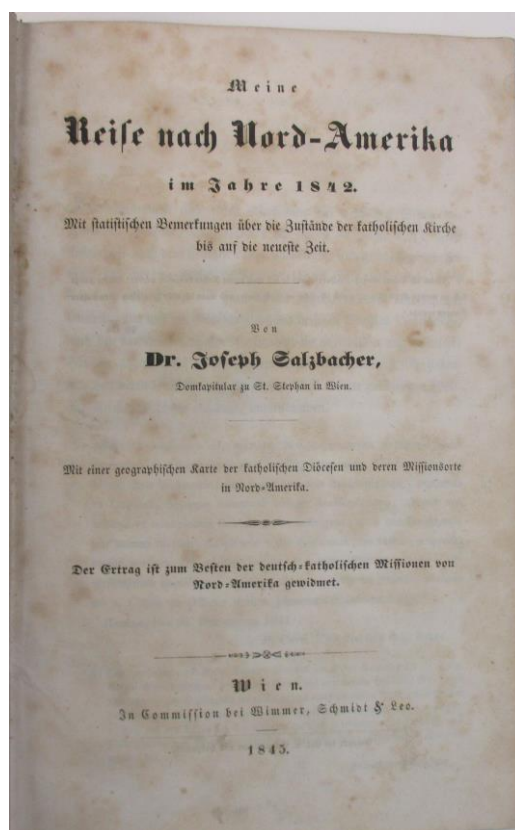 Meine
Reise nach Nord-Amerika
im Jahre 1842.
Mit statistischen Bemerkungen über die Zustände der katholischen Kirche
bis auf die neueste Zeit.
Von
Dr. Joseph Salzbacher,
Domkapitular zu St. Stephan in Wien.
Mit einer geographischen Karte der katholischen Diöcesen und deren Missionsorte
in Nord-Amerika.
Der Ertrag ist zum Besten der deutsch-katholischen Missionen von
Nord-Amerika gewidmet.
Wien.
In Commission bei Wimmer, Schmidt & Leo.
1845.